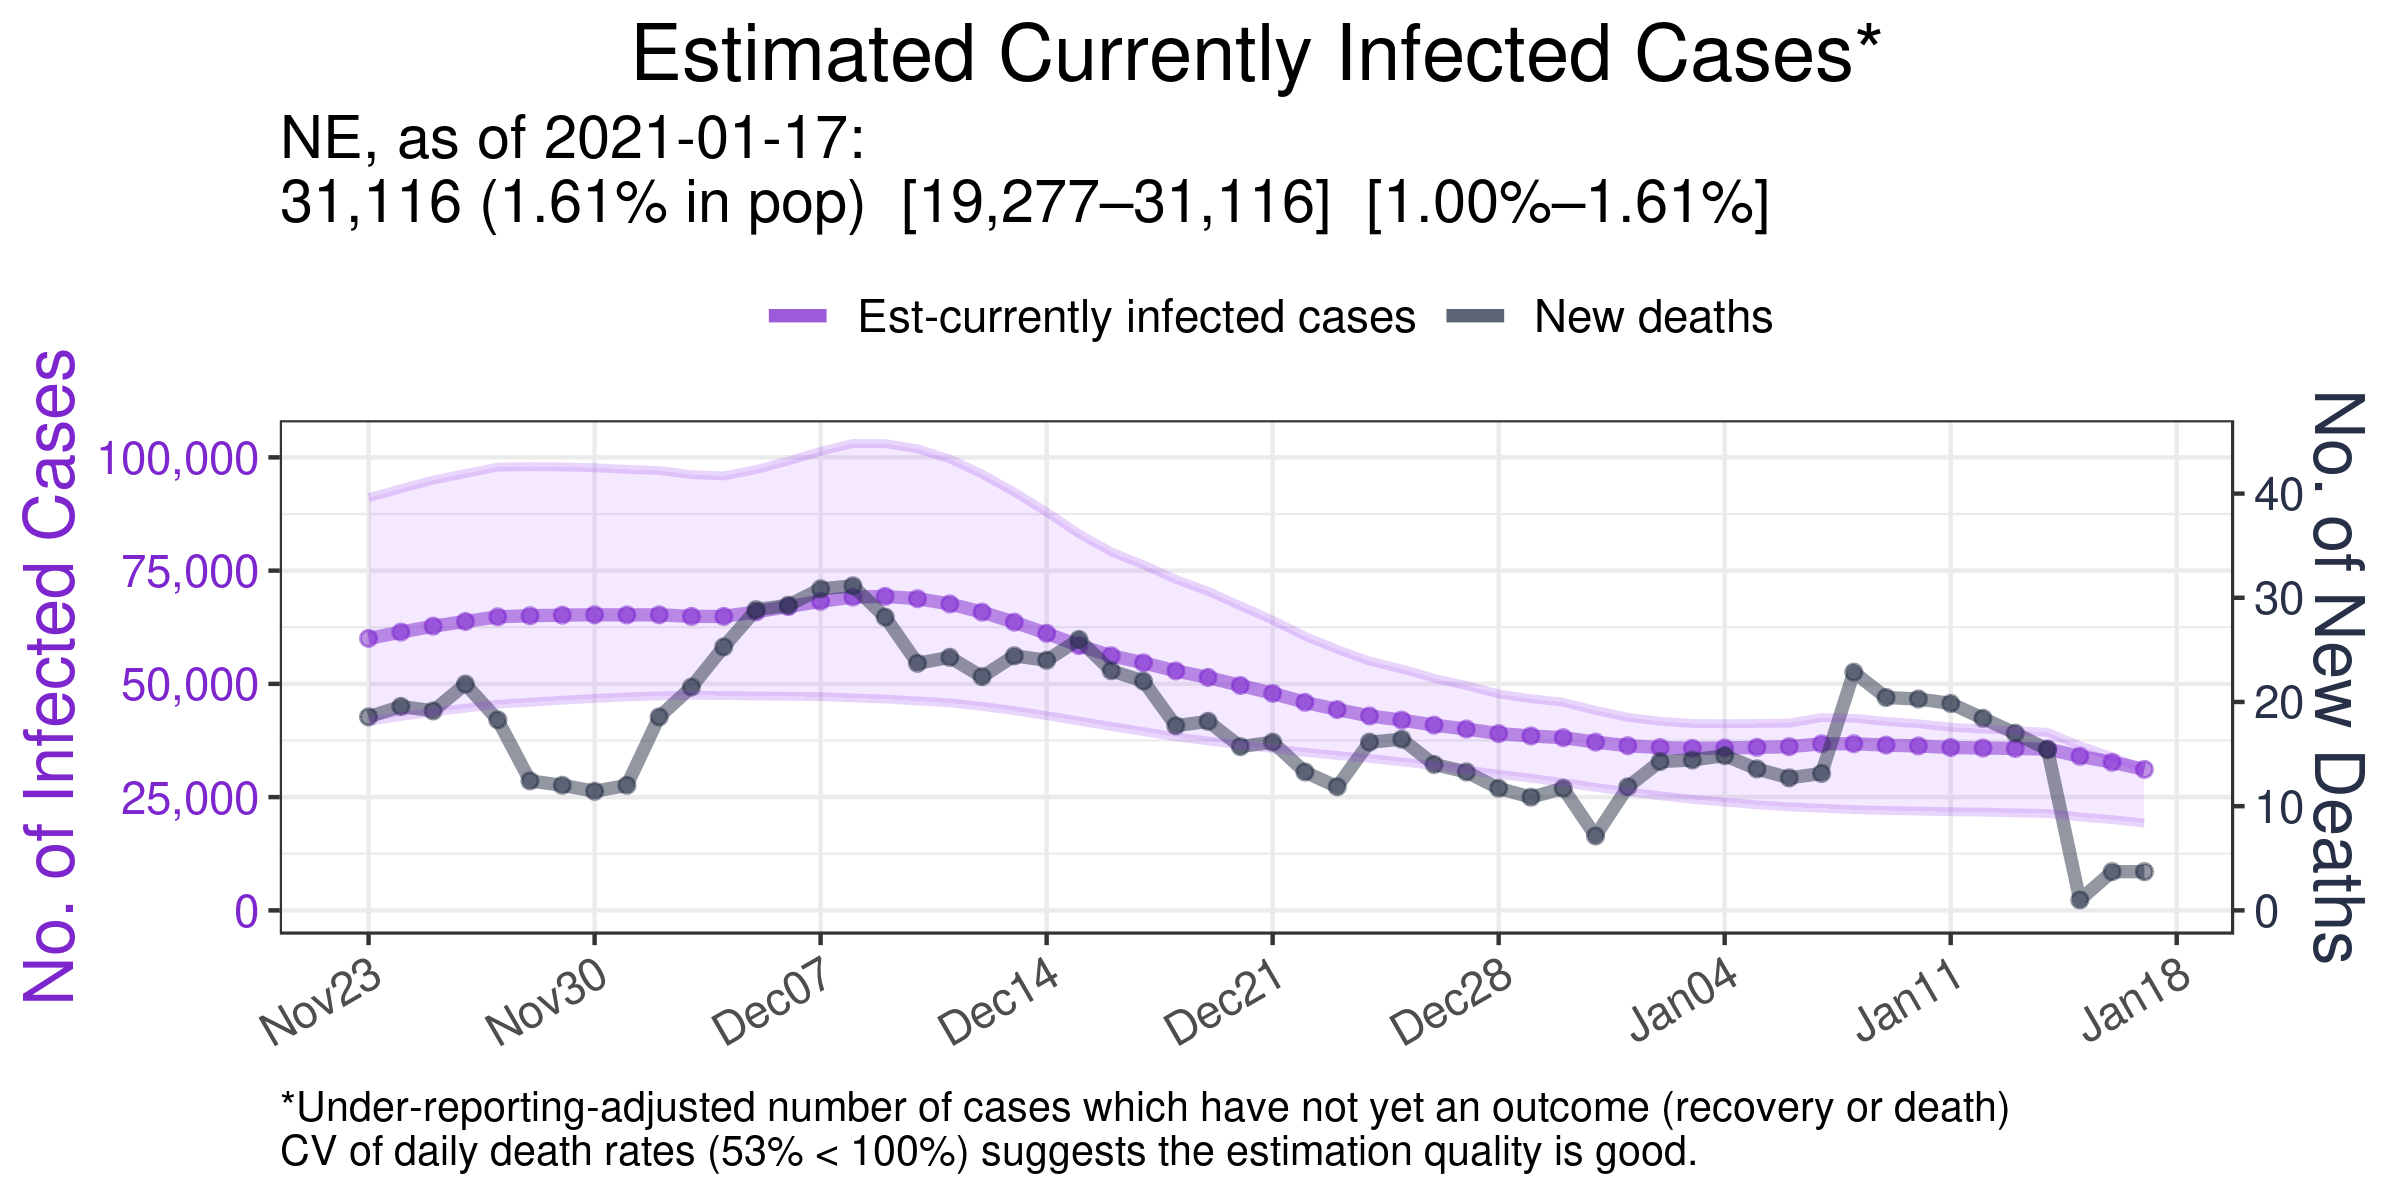 Estimated Currently Infected Cases*
NE, as of 2021-01-17:
31,116 (1.61% in pop)  [19,277–31,116]  [1.00%–1.61%]
Est-currently infected cases
New deaths
No. of Infected Cases
100,000
75,000
50,000
25,000
0
No. of New Deaths
40
30
20
10
0
Nov23
Nov30
Dec07
Dec14
Dec21
Dec28
Jan04
Jan11
Jan18
*Under-reporting-adjusted number of cases which have not yet an outcome (recovery or death)
CV of daily death rates (53% < 100%) suggests the estimation quality is good.